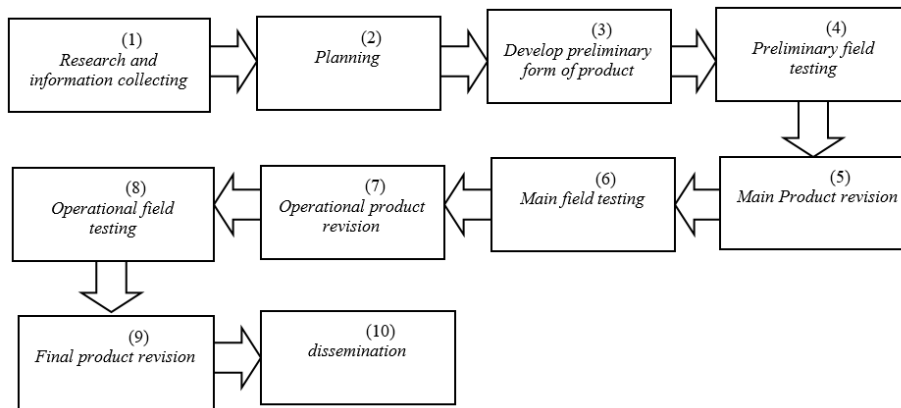 (1)
Research and
information collecting
(2)
Planning
(3)
Develop preliminary
form of product
(4)
Preliminary field
testing
(5)
Main Product revision
(6)
Main field testing
(7)
Operational product
revision
(8)
Operational field
testing
(9)
Final product revision
(10)
dissemination